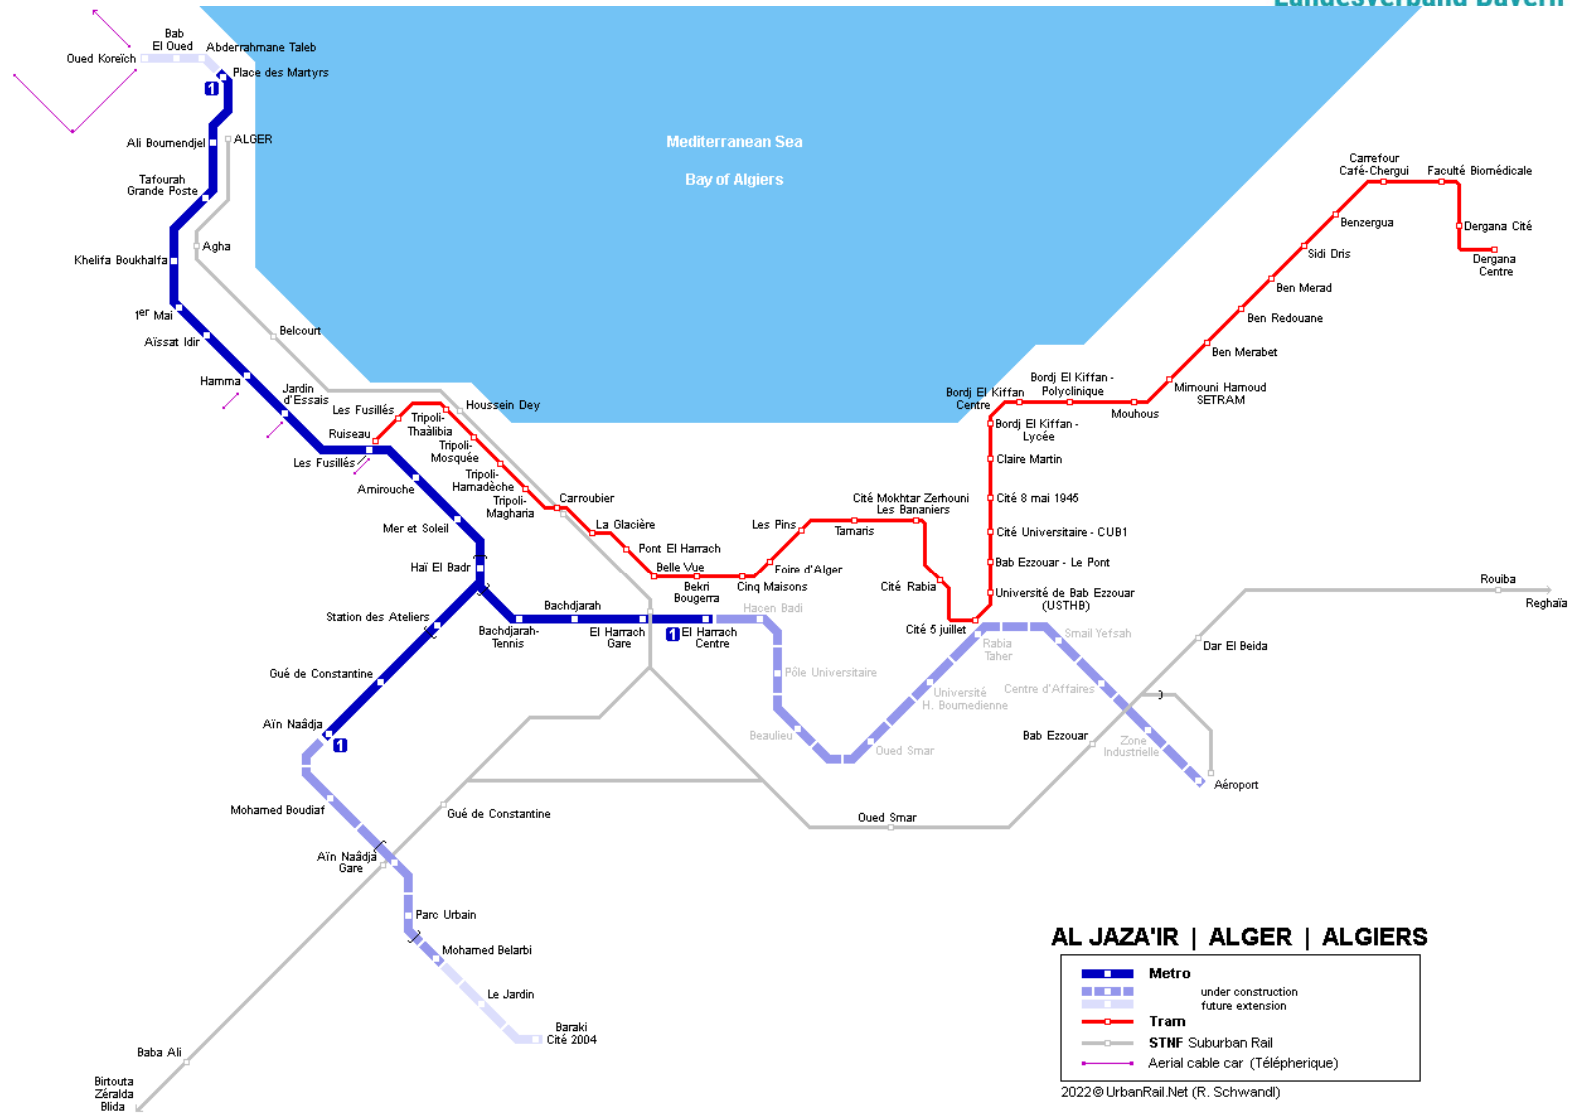 Landesverband Bayern
Bab
El Oued
Abderrahmane Taleb
Oued Koreïch
Place des Martyrs
1
Ali Boumendjel
ALGER
Mediterranean Sea
Bay of Algiers
Tafourah
Grande Poste
Agha
Khelifa Boukhalfa
1er Mai
Belcourt
Aïssat Idir
Hamma
Jardin
d'Essais
Les Fusillés
Houssein Dey
Tripoli-
Thaâlibia
Ruiseau
Tripoli-
Mosquée
Les Fusillés
Tripoli-
Hamadèche
Amirouche
Tripoli-
Magharia
Carroubier
Mer et Soleil
La Glacière
Pont El Harrach
Haï El Badr
Belle Vue
Bekri
Bougerra
Cinq Maisons
Foire d'Alger
Les Pins
Tamaris
Cité Mokhtar Zerhouni
Les Bananiers
Cité Rabia
Cité 5 juillet
Université de Bab Ezzouar
(USTHB)
Bab Ezzouar - Le Pont
Cité Universitaire - CUB1
Cité 8 mai 1945
Claire Martin
Bordj El Kiffan -
Lycée
Bordj El Kiffan
Centre
Bordj El Kiffan -
Polyclinique
Mouhous
Mimouni Hamoud
SETRAM
Ben Merabet
Ben Redouane
Ben Merad
Sidi Dris
Benzergua
Carrefour
Café-Chergui
Faculté Biomédicale
Dergana Cité
Dergana
Centre
Station des Ateliers
Bachdjarah-
Tennis
Bachdjarah
El Harrach
Gare
1
El Harrach
Centre
Hacen Badi
Pôle Universitaire
Beaulieu
Oued Smar
Université
H. Boumedienne
Rabia
Taher
Smail Yefsah
Centre d'Affaires
Zone
Industrielle
Aéroport
Rouiba
Reghaïa
Dar El Beida
Bab Ezzouar
Oued Smar
Gué de Constantine
Aïn Naâdja
1
Mohamed Boudiaf
Gué de Constantine
Aïn Naâdja
Gare
Parc Urbain
Mohamed Belarbi
Le Jardin
Baraki
Cité 2004
Baba Ali
Birtouta
Zéralda
Blida
AL JAZA'IR | ALGER | ALGIERS
Metro
under construction
future extension
Tram
STNF Suburban Rail
Aerial cable car (Télépherique)
2022 © UrbanRail.Net (R. Schwandl)